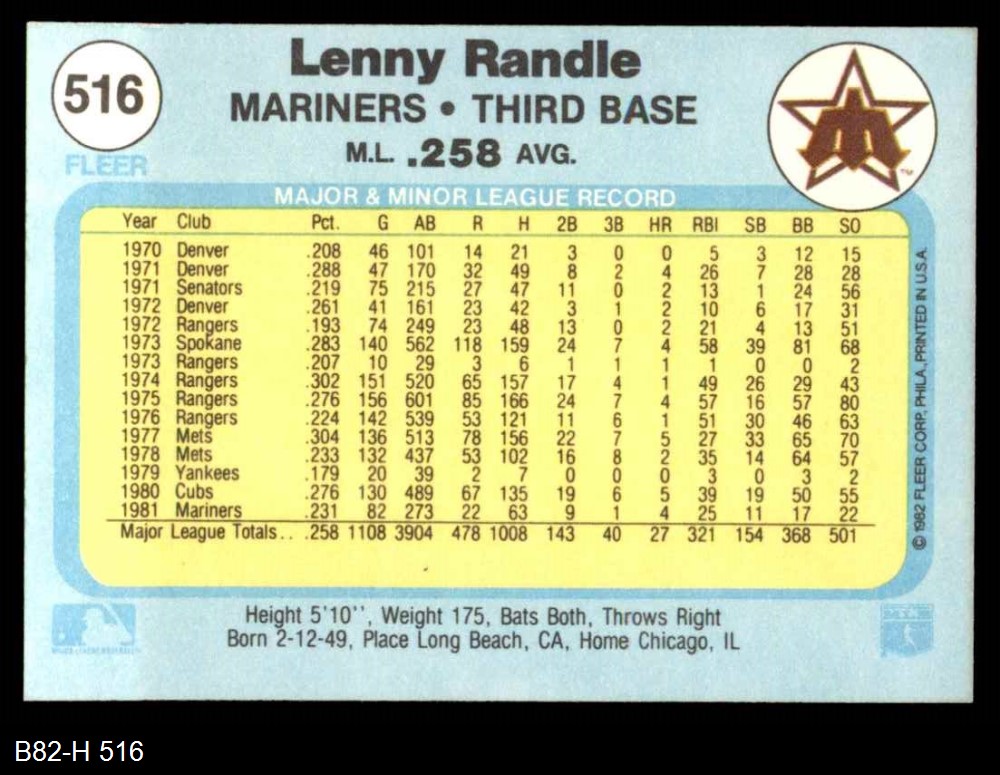 516
FLEER
Lenny Randle
MARINERS • THIRD BASE
M.L. .258 AVG.
TM
MAJOR & MINOR LEAGUE RECORD
Year Club Pct. G AB R H 2B 3B HR RBI SB BB SO
1970 Denver .208 46 101 14 21 3 0 0 5 3 12 15
1971 Denver .288 47 170 32 49 8 2 4 26 7 28 28
1971 Senators .219 75 215 27 47 11 0 2 13 1 24 56
1972 Denver .261 41 161 23 42 3 1 2 10 6 17 31
1972 Rangers .193 74 249 23 48 13 0 2 21 4 13 51
1973 Spokane .283 140 562 118 159 24 7 4 58 39 81 68
1973 Rangers .207 10 29 3 6 1 1 1 1 0 0 2
1974 Rangers .302 151 520 65 157 17 4 1 49 26 29 43
1975 Rangers .276 156 601 85 166 24 7 4 57 16 57 80
1976 Rangers .224 142 539 53 121 11 6 1 51 30 46 63
1977 Mets .304 136 513 78 156 22 7 5 27 33 65 70
1978 Mets .233 132 437 53 102 16 8 2 35 14 64 57
1979 Yankees .179 20 39 2 7 0 0 0 3 0 3 2
1980 Cubs .276 130 489 67 135 19 6 5 39 19 50 55
1981 Mariners .231 82 273 22 63 9 1 4 25 11 17 22
Major League Totals . . .258 1108 3904 478 1008 143 40 27 321 154 368 501
© 1982 FLEER CORP., PHILA., PRINTED IN U.S.A.
Height 5'10'', Weight 175, Bats Both, Throws Right
Born 2-12-49, Place Long Beach, CA, Home Chicago, IL
B82-H 516